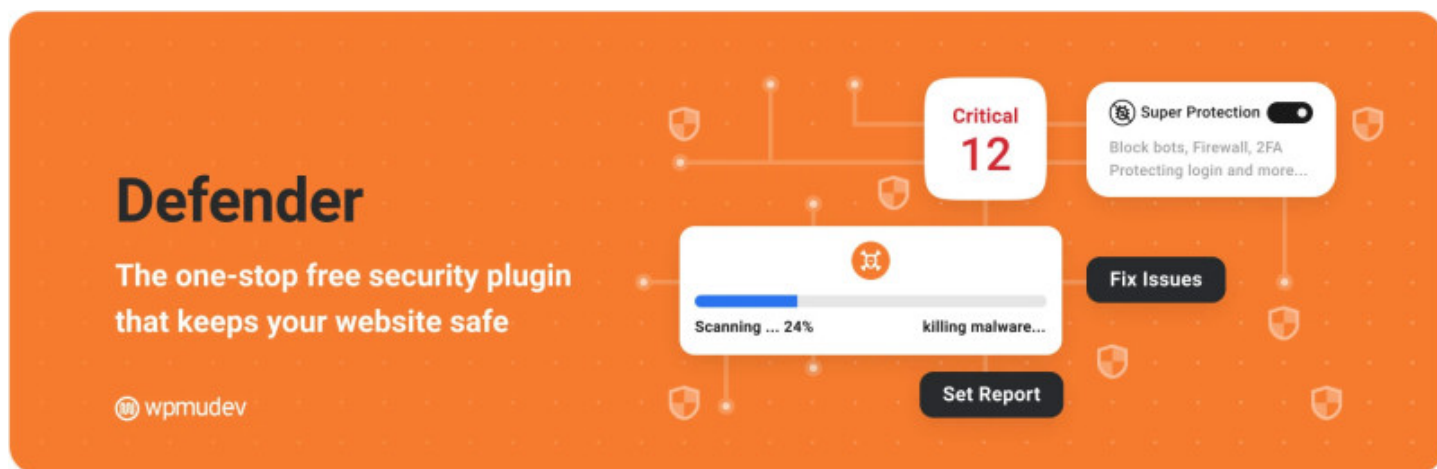 Defender
The one-stop free security plugin
that keeps your website safe
wpmudev
Critical
12
Super Protection
Block bots, Firewall, 2FA
Protecting login and more...
Scanning ... 24%
killing malware...
Fix Issues
Set Report